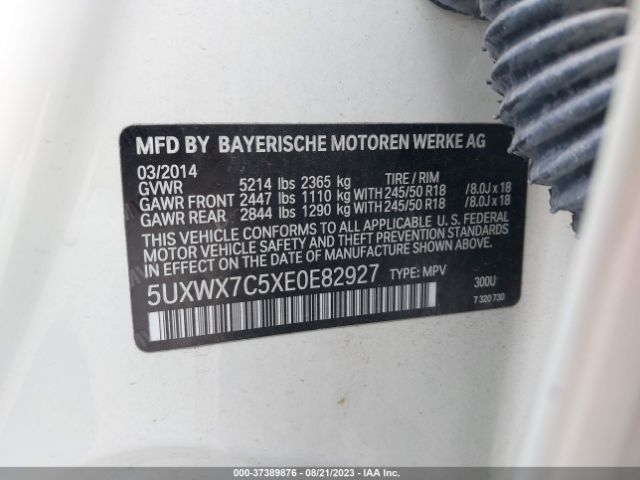 MFD BY BAYERISCHE MOTOREN WERKE AG
03/2014 TIRE / RIM
GVWR 5214 lbs 2365 kg
GAWR FRONT 2447 lbs 1110 kg WITH 245/50 R18 /8.0J x 18
GAWR REAR 2844 lbs 1290 kg WITH 245/50 R18 /8.0J x 18
THIS VEHICLE CONFORMS TO ALL APPLICABLE U. S. FEDERAL
MOTOR VEHICLE SAFETY AND THEFT PREVENTION STANDARDS
IN EFFECT ON THE DATE OF MANUFACTURE SHOWN ABOVE.
5UXWX7C5XE0E82927 TYPE: MPV 300U
7 320 730
000-37389876 - 08/21/2023 - IAAI, Inc.